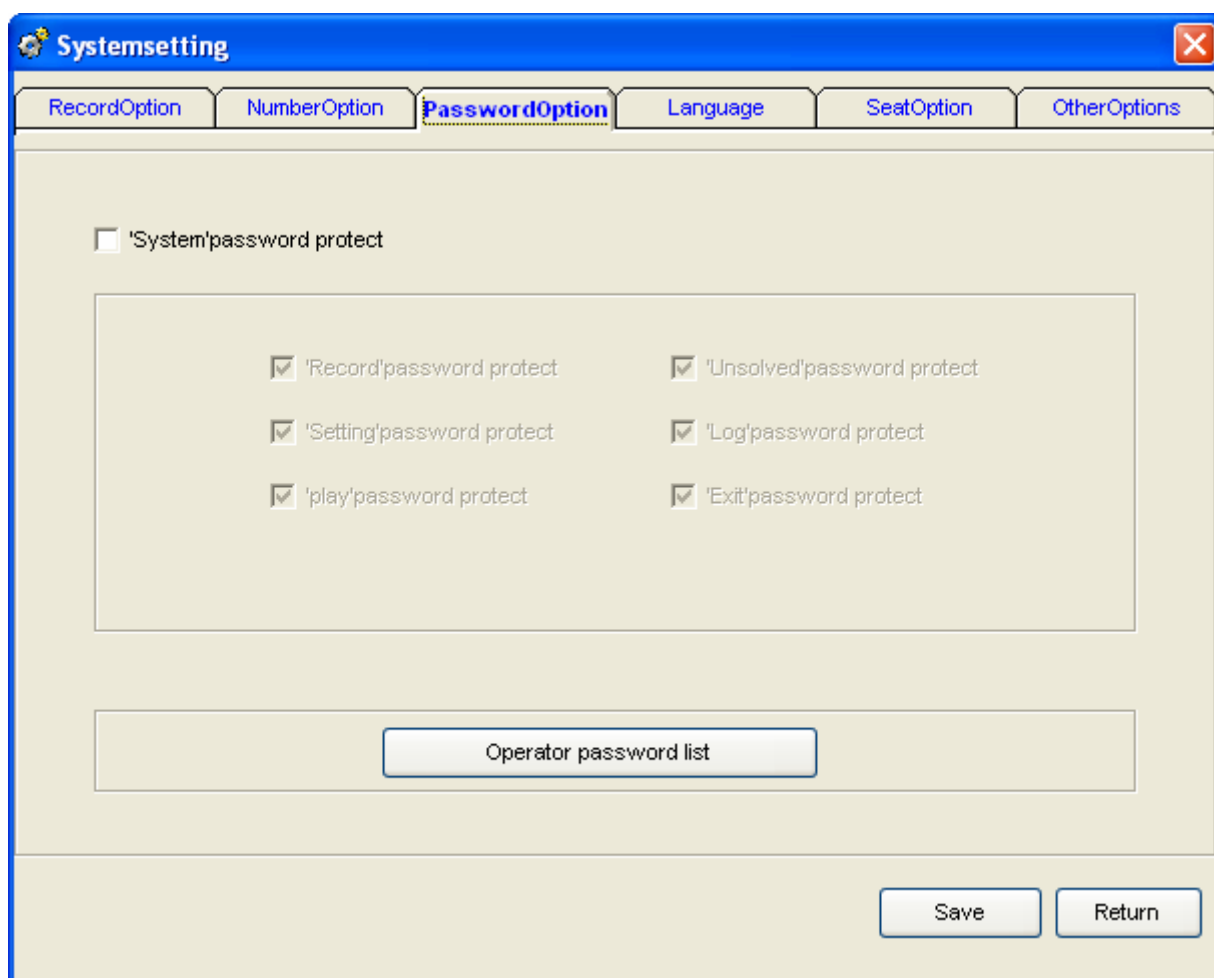 Systemsetting
RecordOption NumberOption PasswordOption Language SeatOption OtherOptions
'System'password protect
'Record'password protect 'Unsolved'password protect
'Setting'password protect 'Log'password protect
'play'password protect 'Exit'password protect
Operator password list
Save Return